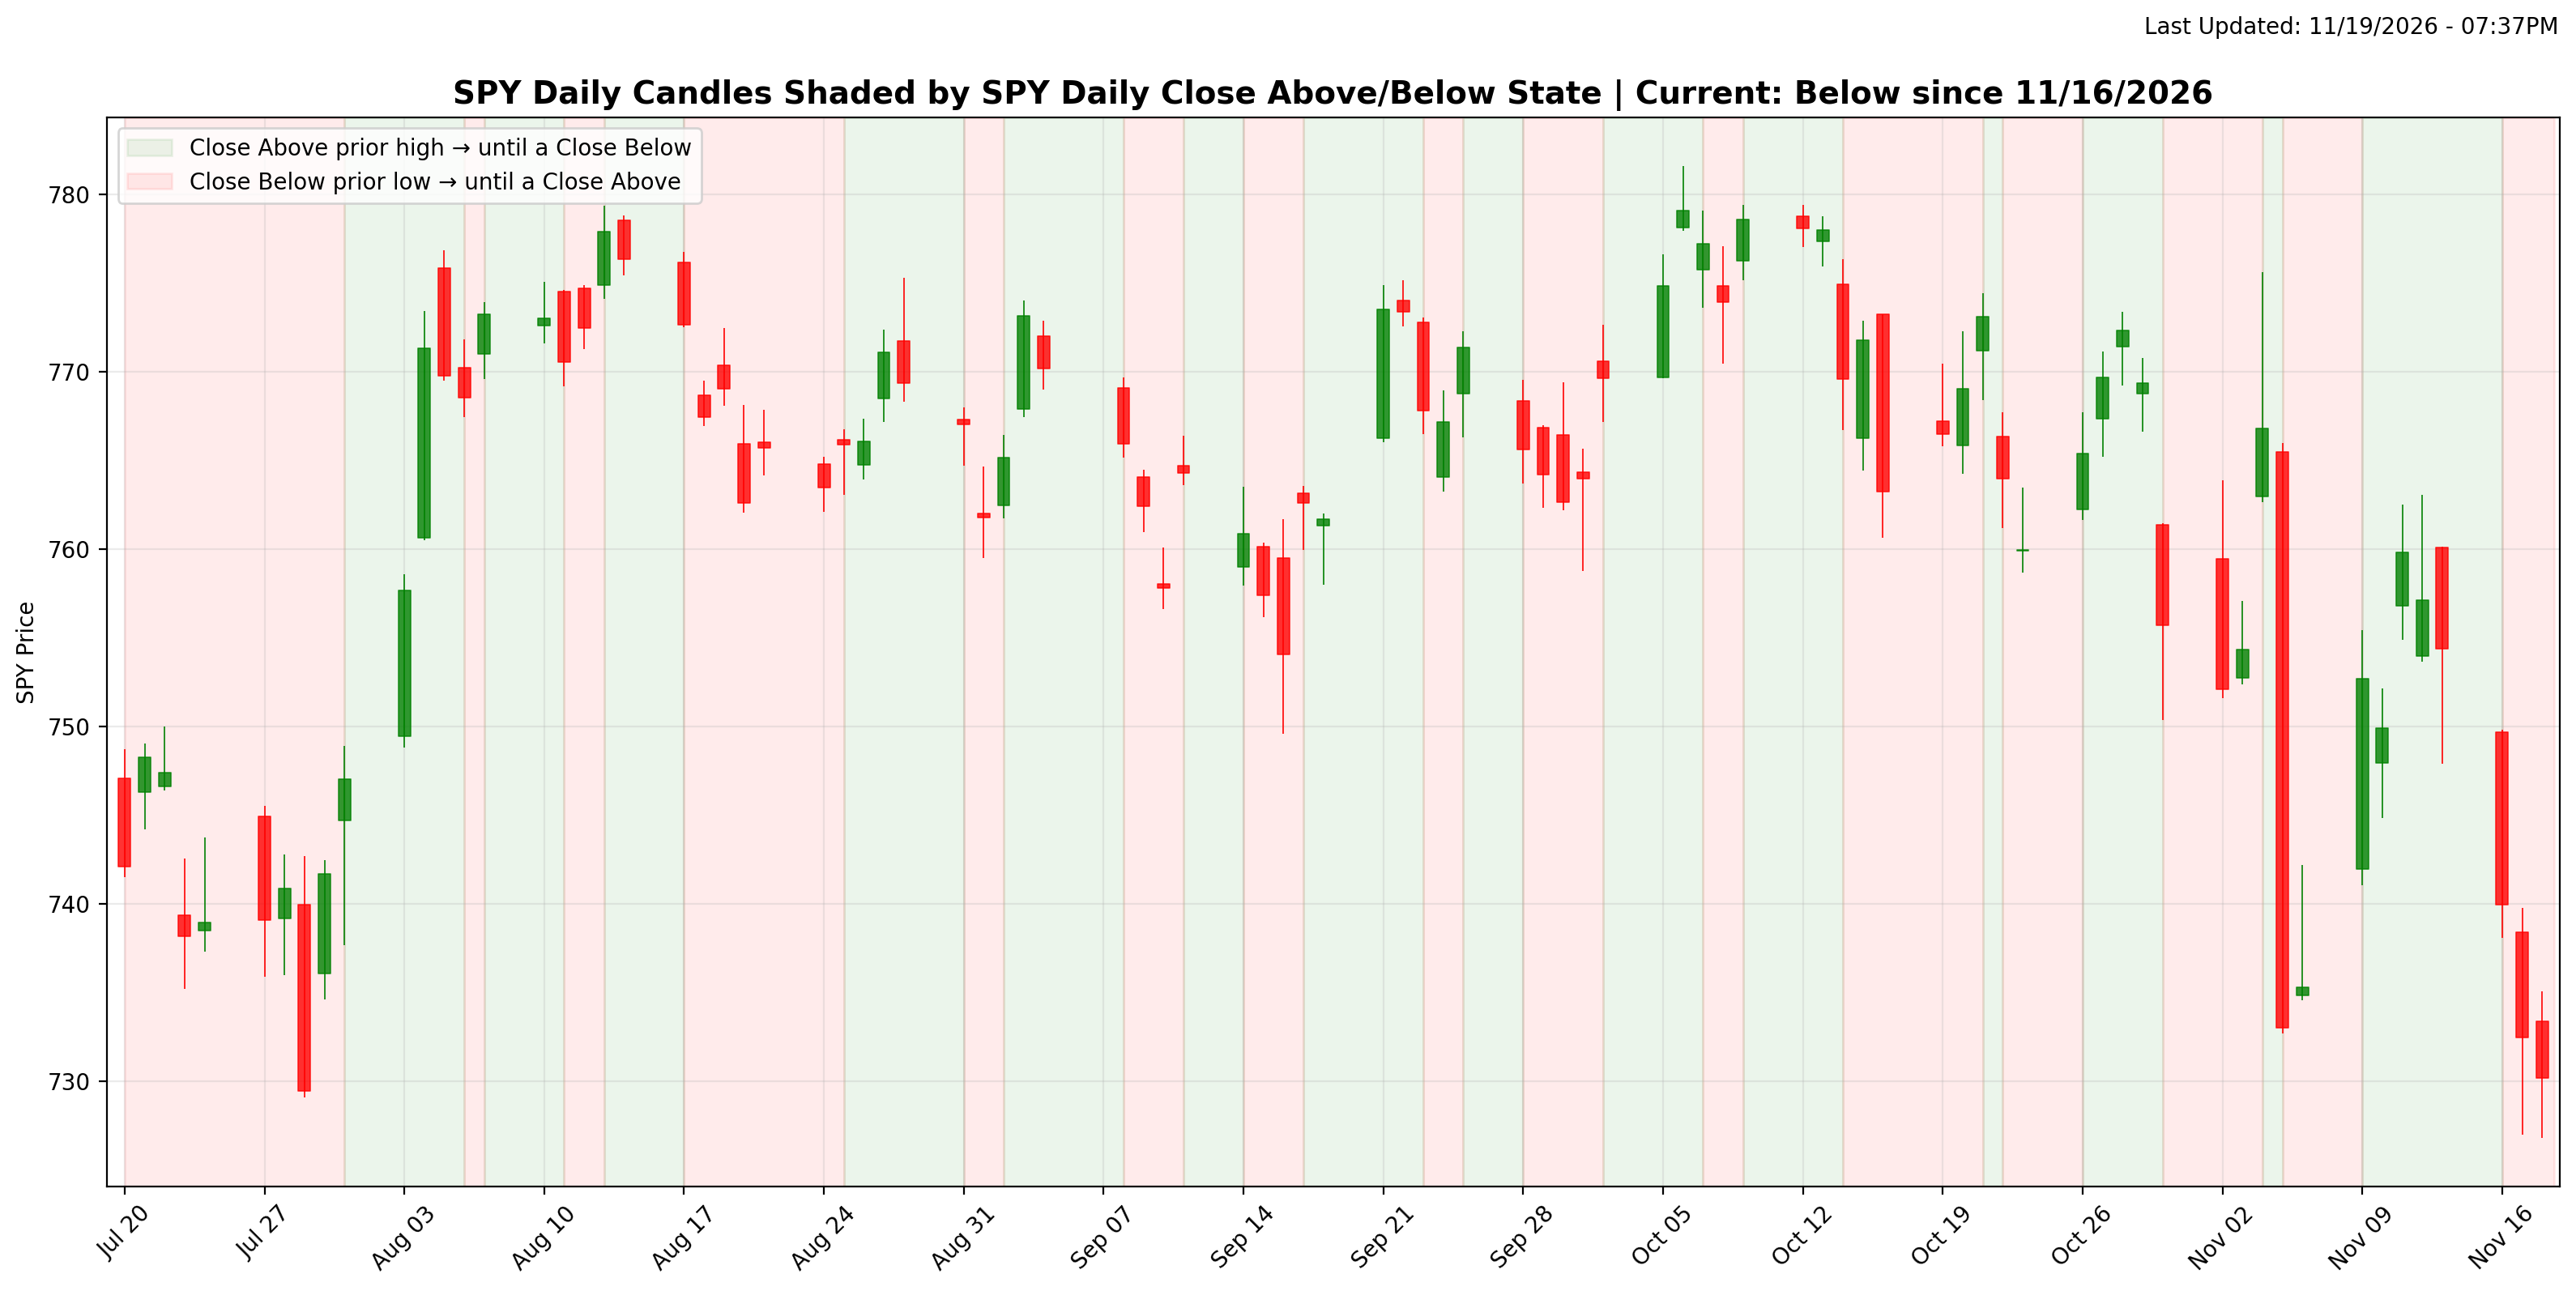 Last Updated: 11/19/2026 - 07:37PM
SPY Daily Candles Shaded by SPY Daily Close Above/Below State | Current: Below since 11/16/2026
Close Above prior high → until a Close Below
Close Below prior low → until a Close Above
780
770
760
750
740
730
SPY Price
Jul 20
Jul 27
Aug 03
Aug 10
Aug 17
Aug 24
Aug 31
Sep 07
Sep 14
Sep 21
Sep 28
Oct 05
Oct 12
Oct 19
Oct 26
Nov 02
Nov 09
Nov 16